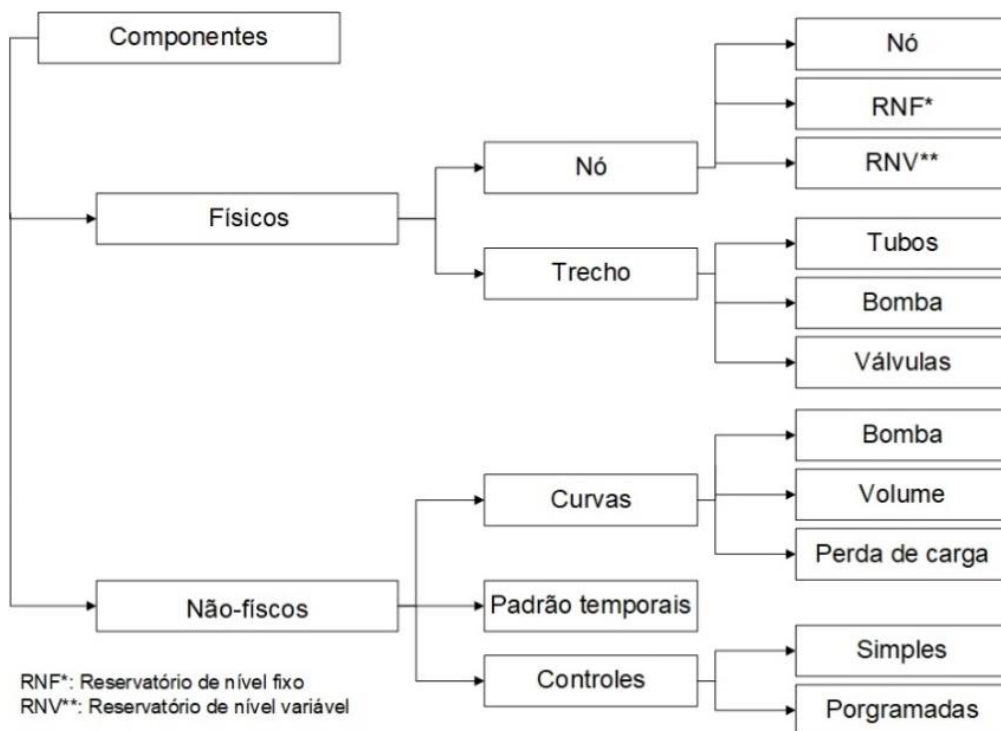 Componentes
Físicos
Nó
Nó
RNF*
RNV**
Trecho
Tubos
Bomba
Válvulas
Não-físcos
Curvas
Bomba
Volume
Perda de carga
Padrão temporais
Controles
Simples
Porgramadas
RNF*: Reservatório de nível fixo
RNV**: Reservatório de nível variável